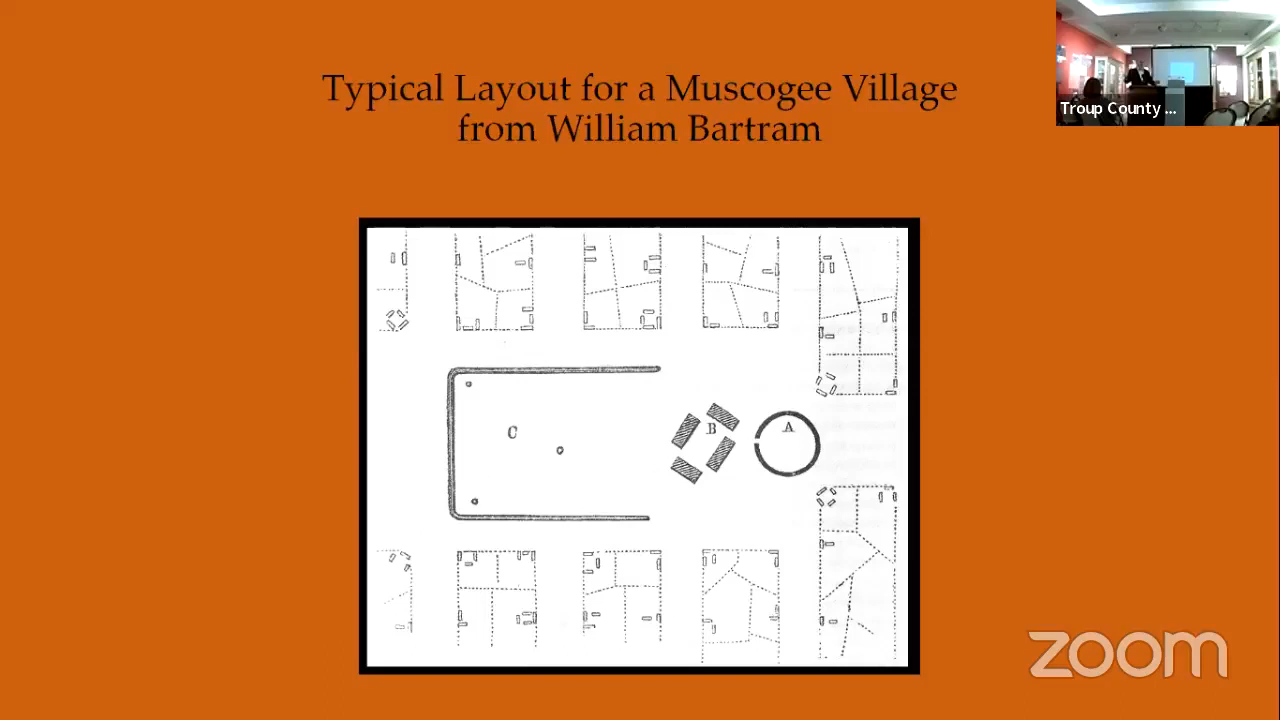 Typical Layout for a Muscogee Village
from William Bartram
Troup County ...
A
B
C
zoom